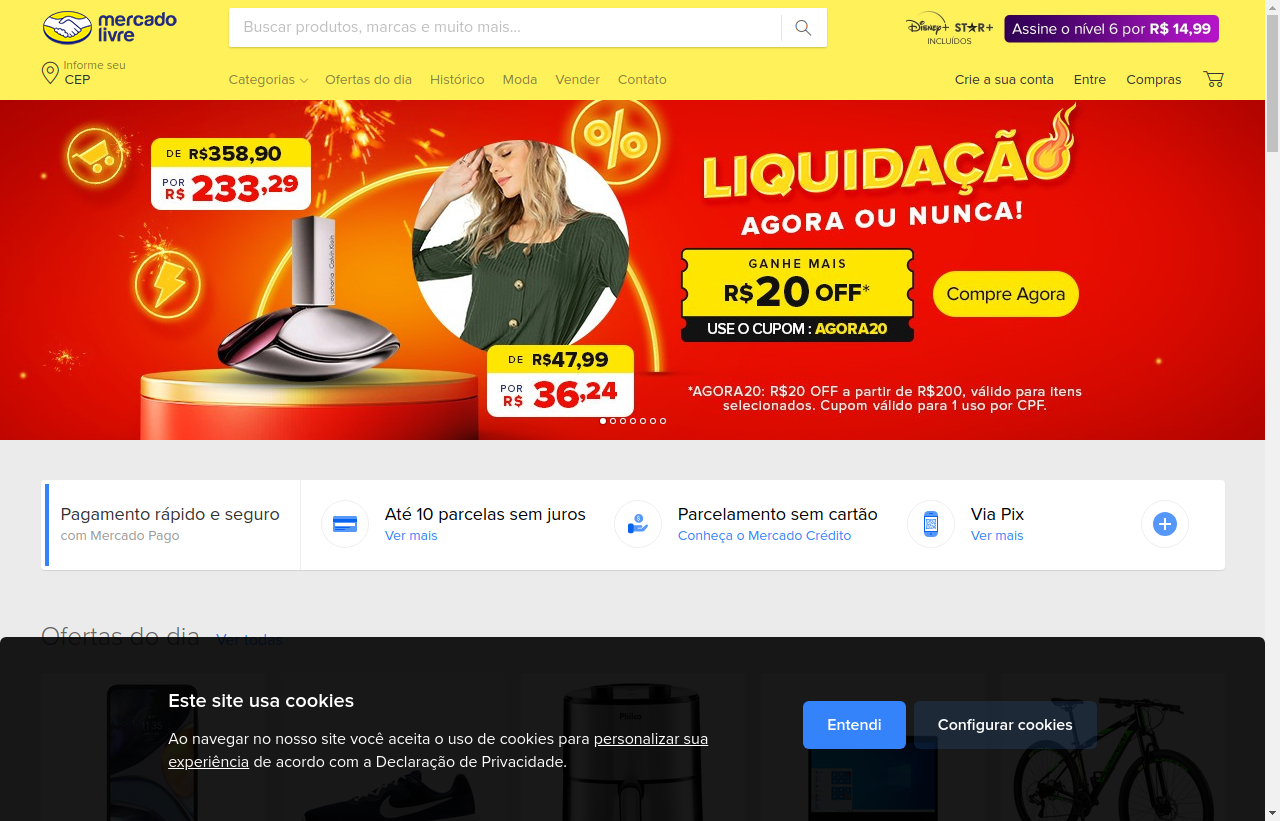 mercado
livre
Buscar produtos, marcas e muito mais...
Disney+ STAR+
INCLUÍDOS
Assine o nível 6 por R$ 14,99
Informe seu
CEP
Categorias
Ofertas do dia
Histórico
Moda
Vender
Contato
Crie a sua conta
Entre
Compras
DE R$358,90
POR
R$ 233,29
euphoria Calvin Klein
%
LIQUIDAÇÃO
AGORA OU NUNCA!
GANHE MAIS
R$20 OFF*
USE O CUPOM : AGORA20
Compre Agora
DE R$47,99
POR
R$ 36,24
*AGORA20: R$20 OFF a partir de R$200, válido para itens
selecionados. Cupom válido para 1 uso por CPF.
Pagamento rápido e seguro
com Mercado Pago
Até 10 parcelas sem juros
Ver mais
Parcelamento sem cartão
Conheça o Mercado Crédito
Via Pix
Ver mais
Ofertas do dia
Ver todas
Philco
Este site usa cookies
Ao navegar no nosso site você aceita o uso de cookies para personalizar sua
experiência de acordo com a Declaração de Privacidade.
Entendi
Configurar cookies